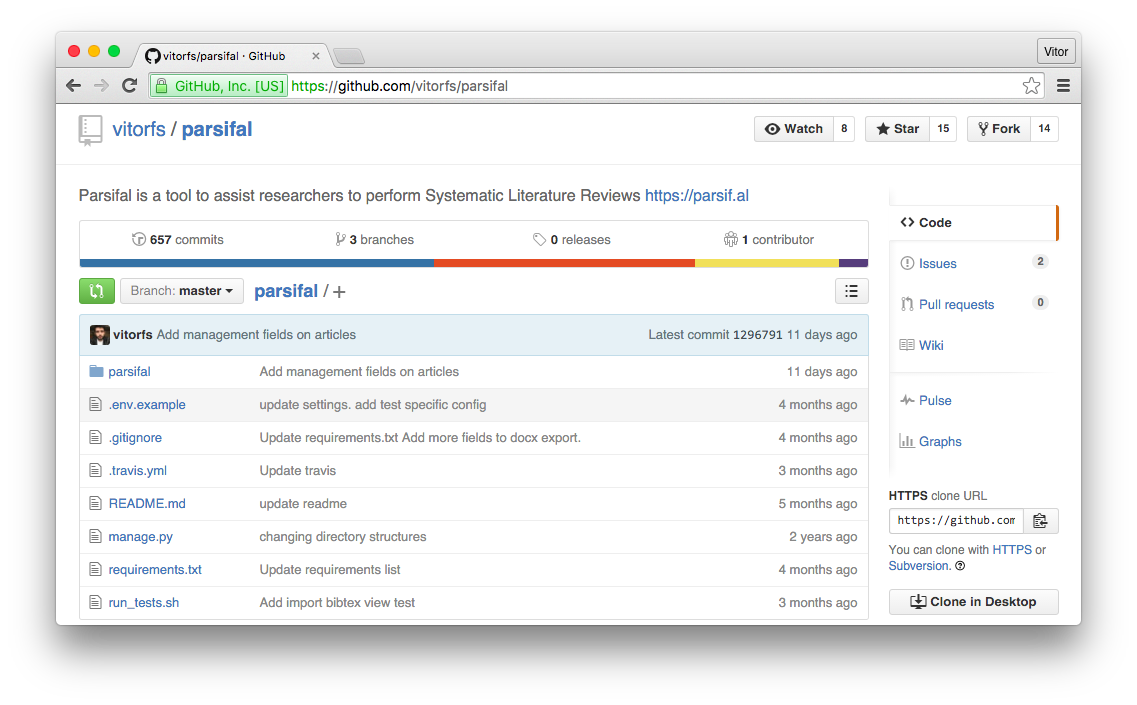 vitorfs/parsifal · GitHub
Vitor
GitHub, Inc. [US] https://github.com/vitorfs/parsifal
vitorfs / parsifal
Watch 8 Star 15 Fork 14
Parsifal is a tool to assist researchers to perform Systematic Literature Reviews https://parsif.al
657 commits 3 branches 0 releases 1 contributor
Branch: master parsifal / +
vitorfs Add management fields on articles Latest commit 1296791 11 days ago
parsifal Add management fields on articles 11 days ago
.env.example update settings. add test specific config 4 months ago
.gitignore Update requirements.txt Add more fields to docx export. 4 months ago
.travis.yml Update travis 3 months ago
README.md update readme 5 months ago
manage.py changing directory structures 2 years ago
requirements.txt Update requirements list 4 months ago
run_tests.sh Add import bibtex view test 3 months ago
Code
Issues 2
Pull requests 0
Wiki
Pulse
Graphs
HTTPS clone URL
https://github.com
You can clone with HTTPS or
Subversion.
Clone in Desktop